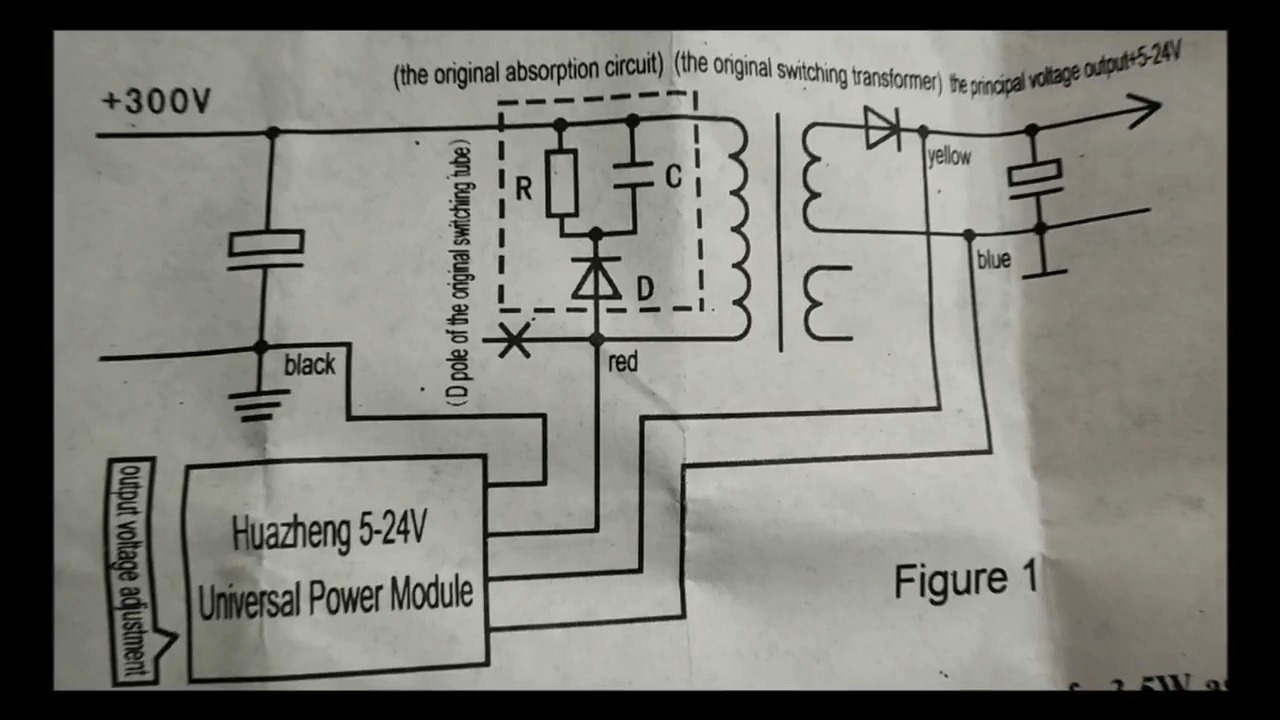 (the original absorption circuit) (the original switching transformer) the principal voltage output+5-24V
+300V
(D pole of the original switching tube)
R
C
D
yellow
blue
black
red
output voltage adjustment
Huazheng 5-24V
Universal Power Module
Figure 1